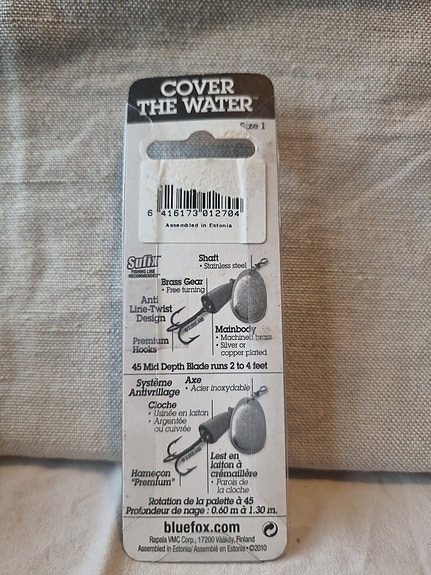 COVER
THE WATER™
Size 1
6 416173 012704
Assembled in Estonia
Sufix
FISHING LINE
RECOMMENDED™
Shaft
• Stainless steel
Brass Gear
• Free turning
Anti
Line-Twist
Design
Mainbody
• Machined brass
• Silver or
copper plated
Premium
Hooks
45 Mid Depth Blade runs 2 to 4 feet
Système
Antivrillage
Axe
• Acier inoxydable
Cloche
• Usinée en laiton
• Argentée
ou cuivrée
Lest en
laiton à
crémaillère
• Parois de
la cloche
Hameçon
"Premium"
Rotation de la palette à 45
Profondeur de nage : 0.60 m à 1.30 m.
bluefox.com
Rapala VMC Corp., 17200 Vääksy, Finland
Assembled in Estonia/ Assemblé en Estonie • ©2010